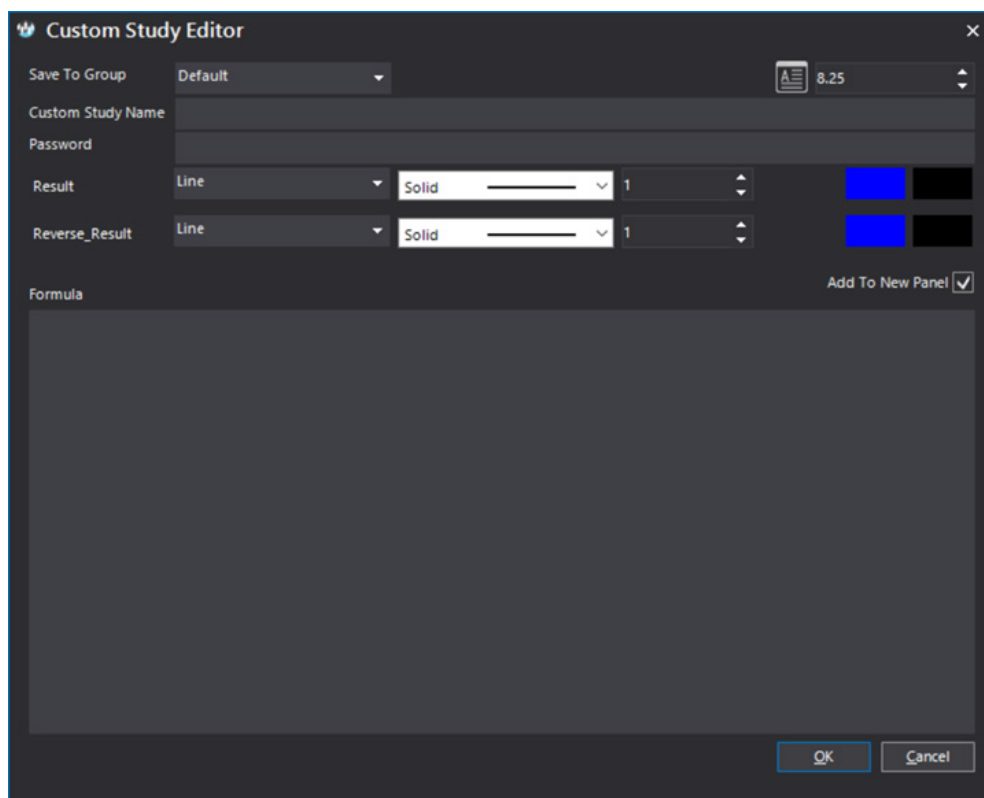 Custom Study Editor
Save To Group Default 8.25
Custom Study Name
Password
Result Line Solid 1
Reverse_Result Line Solid 1
Add To New Panel
Formula
OK Cancel